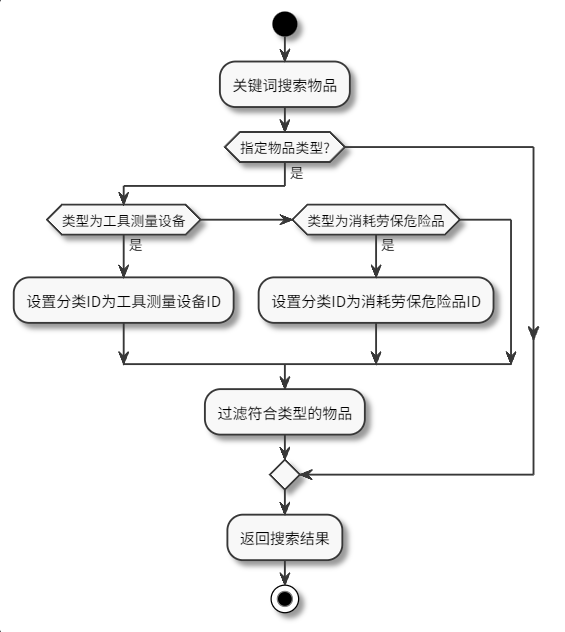 关键词搜索物品
指定物品类型?
是
类型为工具测量设备
类型为消耗劳保危险品
是
是
设置分类ID为工具测量设备ID
设置分类ID为消耗劳保危险品ID
过滤符合类型的物品
返回搜索结果